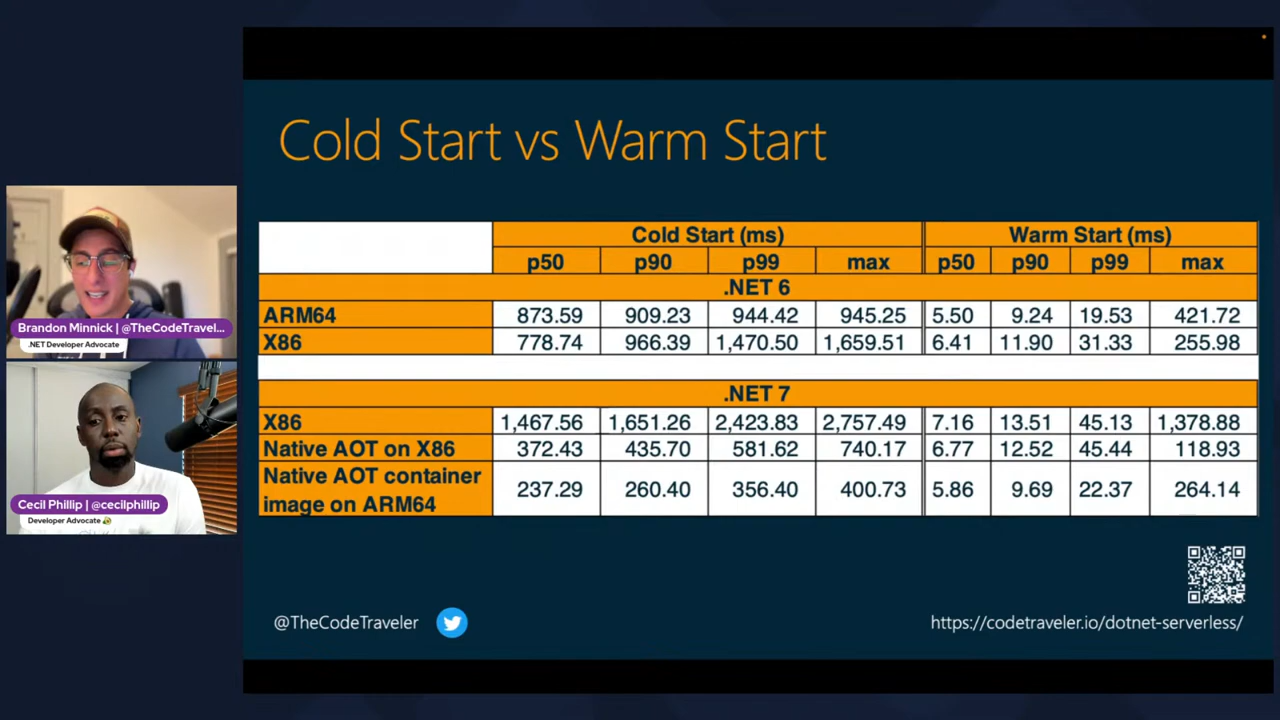 Cold Start vs Warm Start
Cold Start (ms) Warm Start (ms)
p50 p90 p99 max p50 p90 p99 max
.NET 6
ARM64 873.59 909.23 944.42 945.25 5.50 9.24 19.53 421.72
X86 778.74 966.39 1,470.50 1,659.51 6.41 11.90 31.33 255.98
.NET 7
X86 1,467.56 1,651.26 2,423.83 2,757.49 7.16 13.51 45.13 1,378.88
Native AOT on X86 372.43 435.70 581.62 740.17 6.77 12.52 45.44 118.93
Native AOT container
image on ARM64 237.29 260.40 356.40 400.73 5.86 9.69 22.37 264.14
@TheCodeTraveler
https://codetraveler.io/dotnet-serverless/
Brandon Minnick | @TheCodeTravel...
.NET Developer Advocate
Cecil Phillip | @cecilphillip
Developer Advocate